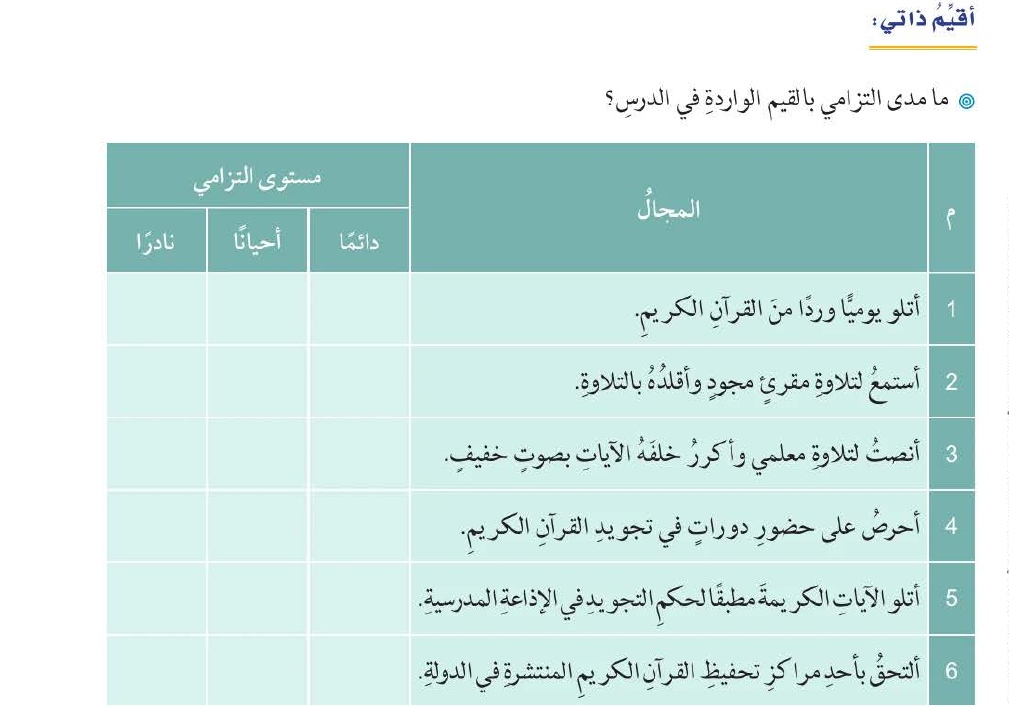 أقيِّمُ ذاتي:
ما مدى التزامي بالقيم الواردةِ في الدرسِ؟
م المجالُ مستوى التزامي
دائمًا أحيانًا نادرًا
1 أتلو يوميًّا وردًا منَ القرآنِ الكريمِ.
2 أستمعُ لتلاوةِ مقرئٍ مجودٍ وأقلدُهُ بالتلاوةِ.
3 أنصتُ لتلاوةِ معلمي وأكررُ خلفَهُ الآياتِ بصوتٍ خفيفٍ.
4 أحرصُ على حضورِ دوراتٍ في تجويدِ القرآنِ الكريمِ.
5 أتلو الآياتِ الكريمةَ مطبقًا لحكمِ التجويدِ في الإذاعةِ المدرسيةِ.
6 ألتحقُ بأحدِ مراكزِ تحفيظِ القرآنِ الكريمِ المنتشرةِ في الدولةِ.